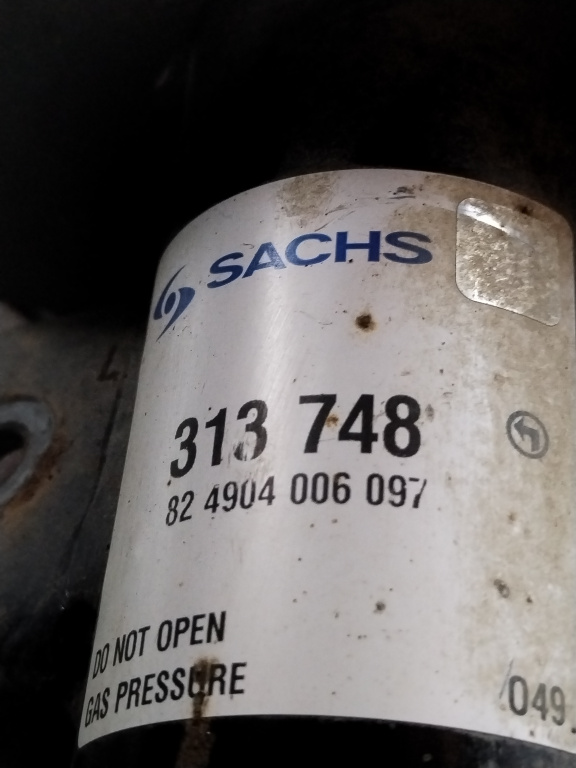 SACHS
313 748
82 4904 006 097
DO NOT OPEN
GAS PRESSURE
049